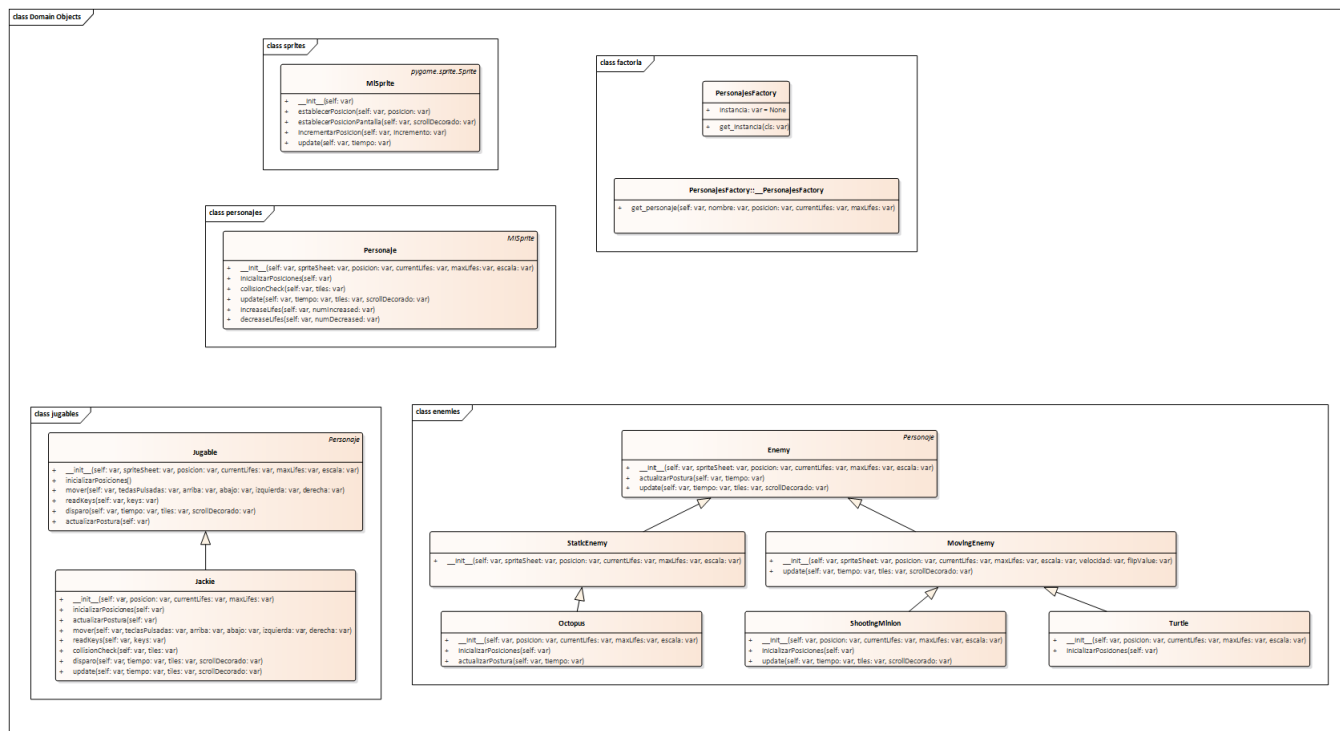 class Domain Objects
class sprites
pygame.sprite.Sprite
MiSprite
+ __init__(self: var)
+ establecerPosicion(self: var, posicion: var)
+ establecerPosicionPantalla(self: var, scrollDecorado: var)
+ incrementarPosicion(self: var, incremento: var)
+ update(self: var, tiempo: var)
class factoria
PersonajesFactory
+ instancia: var = None
+ get_instancia(cls: var)
PersonajesFactory::__PersonajesFactory
+ get_personaje(self: var, nombre: var, posicion: var, currentLifes: var, maxLifes: var)
class personajes
MiSprite
Personaje
+ __init__(self: var, spriteSheet: var, posicion: var, currentLifes: var, maxLifes: var, escala: var)
+ inicializarPosiciones(self: var)
+ collisionCheck(self: var, tiles: var)
+ update(self: var, tiempo: var, tiles: var, scrollDecorado: var)
+ increaseLifes(self: var, numIncreased: var)
+ decreaseLifes(self: var, numDecreased: var)
class jugables
Personaje
Jugable
+ __init__(self: var, spriteSheet: var, posicion: var, currentLifes: var, maxLifes: var, escala: var)
+ inicializarPosiciones()
+ mover(self: var, teclasPulsadas: var, arriba: var, abajo: var, izquierda: var, derecha: var)
+ readKeys(self: var, keys: var)
+ disparo(self: var, tiempo: var, tiles: var, scrollDecorado: var)
+ actualizarPostura(self: var)
Jackie
+ __init__(self: var, posicion: var, currentLifes: var, maxLifes: var)
+ inicializarPosiciones(self: var)
+ actualizarPostura(self: var)
+ mover(self: var, teclasPulsadas: var, arriba: var, abajo: var, izquierda: var, derecha: var)
+ readKeys(self: var, keys: var)
+ collisionCheck(self: var, tiles: var)
+ disparo(self: var, tiempo: var, tiles: var, scrollDecorado: var)
+ update(self: var, tiempo: var, tiles: var, scrollDecorado: var)
class enemies
Personaje
Enemy
+ __init__(self: var, spriteSheet: var, posicion: var, currentLifes: var, maxLifes: var, escala: var)
+ actualizarPostura(self: var, tiempo: var)
+ update(self: var, tiempo: var, tiles: var, scrollDecorado: var)
StaticEnemy
+ __init__(self: var, spriteSheet: var, posicion: var, currentLifes: var, maxLifes: var, escala: var)
MovingEnemy
+ __init__(self: var, spriteSheet: var, posicion: var, currentLifes: var, maxLifes: var, escala: var, velocidad: var, flipValue: var)
+ update(self: var, tiempo: var, tiles: var, scrollDecorado: var)
Octopus
+ __init__(self: var, posicion: var, currentLifes: var, maxLifes: var, escala: var)
+ inicializarPosiciones(self: var)
+ actualizarPostura(self: var, tiempo: var)
ShootingMinion
+ __init__(self: var, posicion: var, currentLifes: var, maxLifes: var, escala: var)
+ inicializarPosiciones(self: var)
+ update(self: var, tiempo: var, tiles: var, scrollDecorado: var)
Turtle
+ __init__(self: var, posicion: var, currentLifes: var, maxLifes: var, escala: var)
+ inicializarPosiciones(self: var)